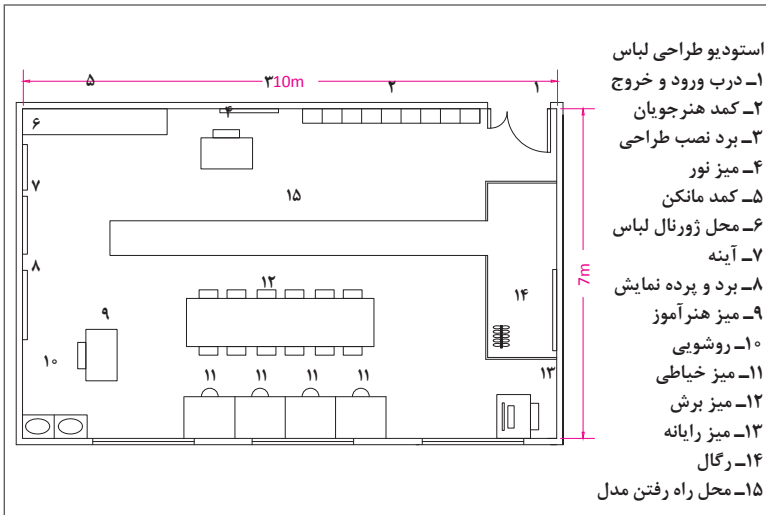 استودیو طراحی لباس
۱ــ درب ورود و خروج
۲ــ کمد هنرجویان
۳ــ برد نصب طراحی
۴ــ میز نور
۵ــ کمد مانکن
۶ــ محل ژورنال لباس
۷ــ آینه
۸ــ برد و پرده نمایش
۹ــ میز هنرآموز
۱۰ــ روشویی
۱۱ــ میز خیاطی
۱۲ــ میز برش
۱۳ــ میز رایانه
۱۴ــ رگال
۱۵ــ محل راه رفتن مدل
۱
۲
۳
10m
۵
۴
۶
۷
۱۵
۸
۱۲
۱۴
7m
۹
۱۰
۱۱
۱۱
۱۱
۱۱
۱۳